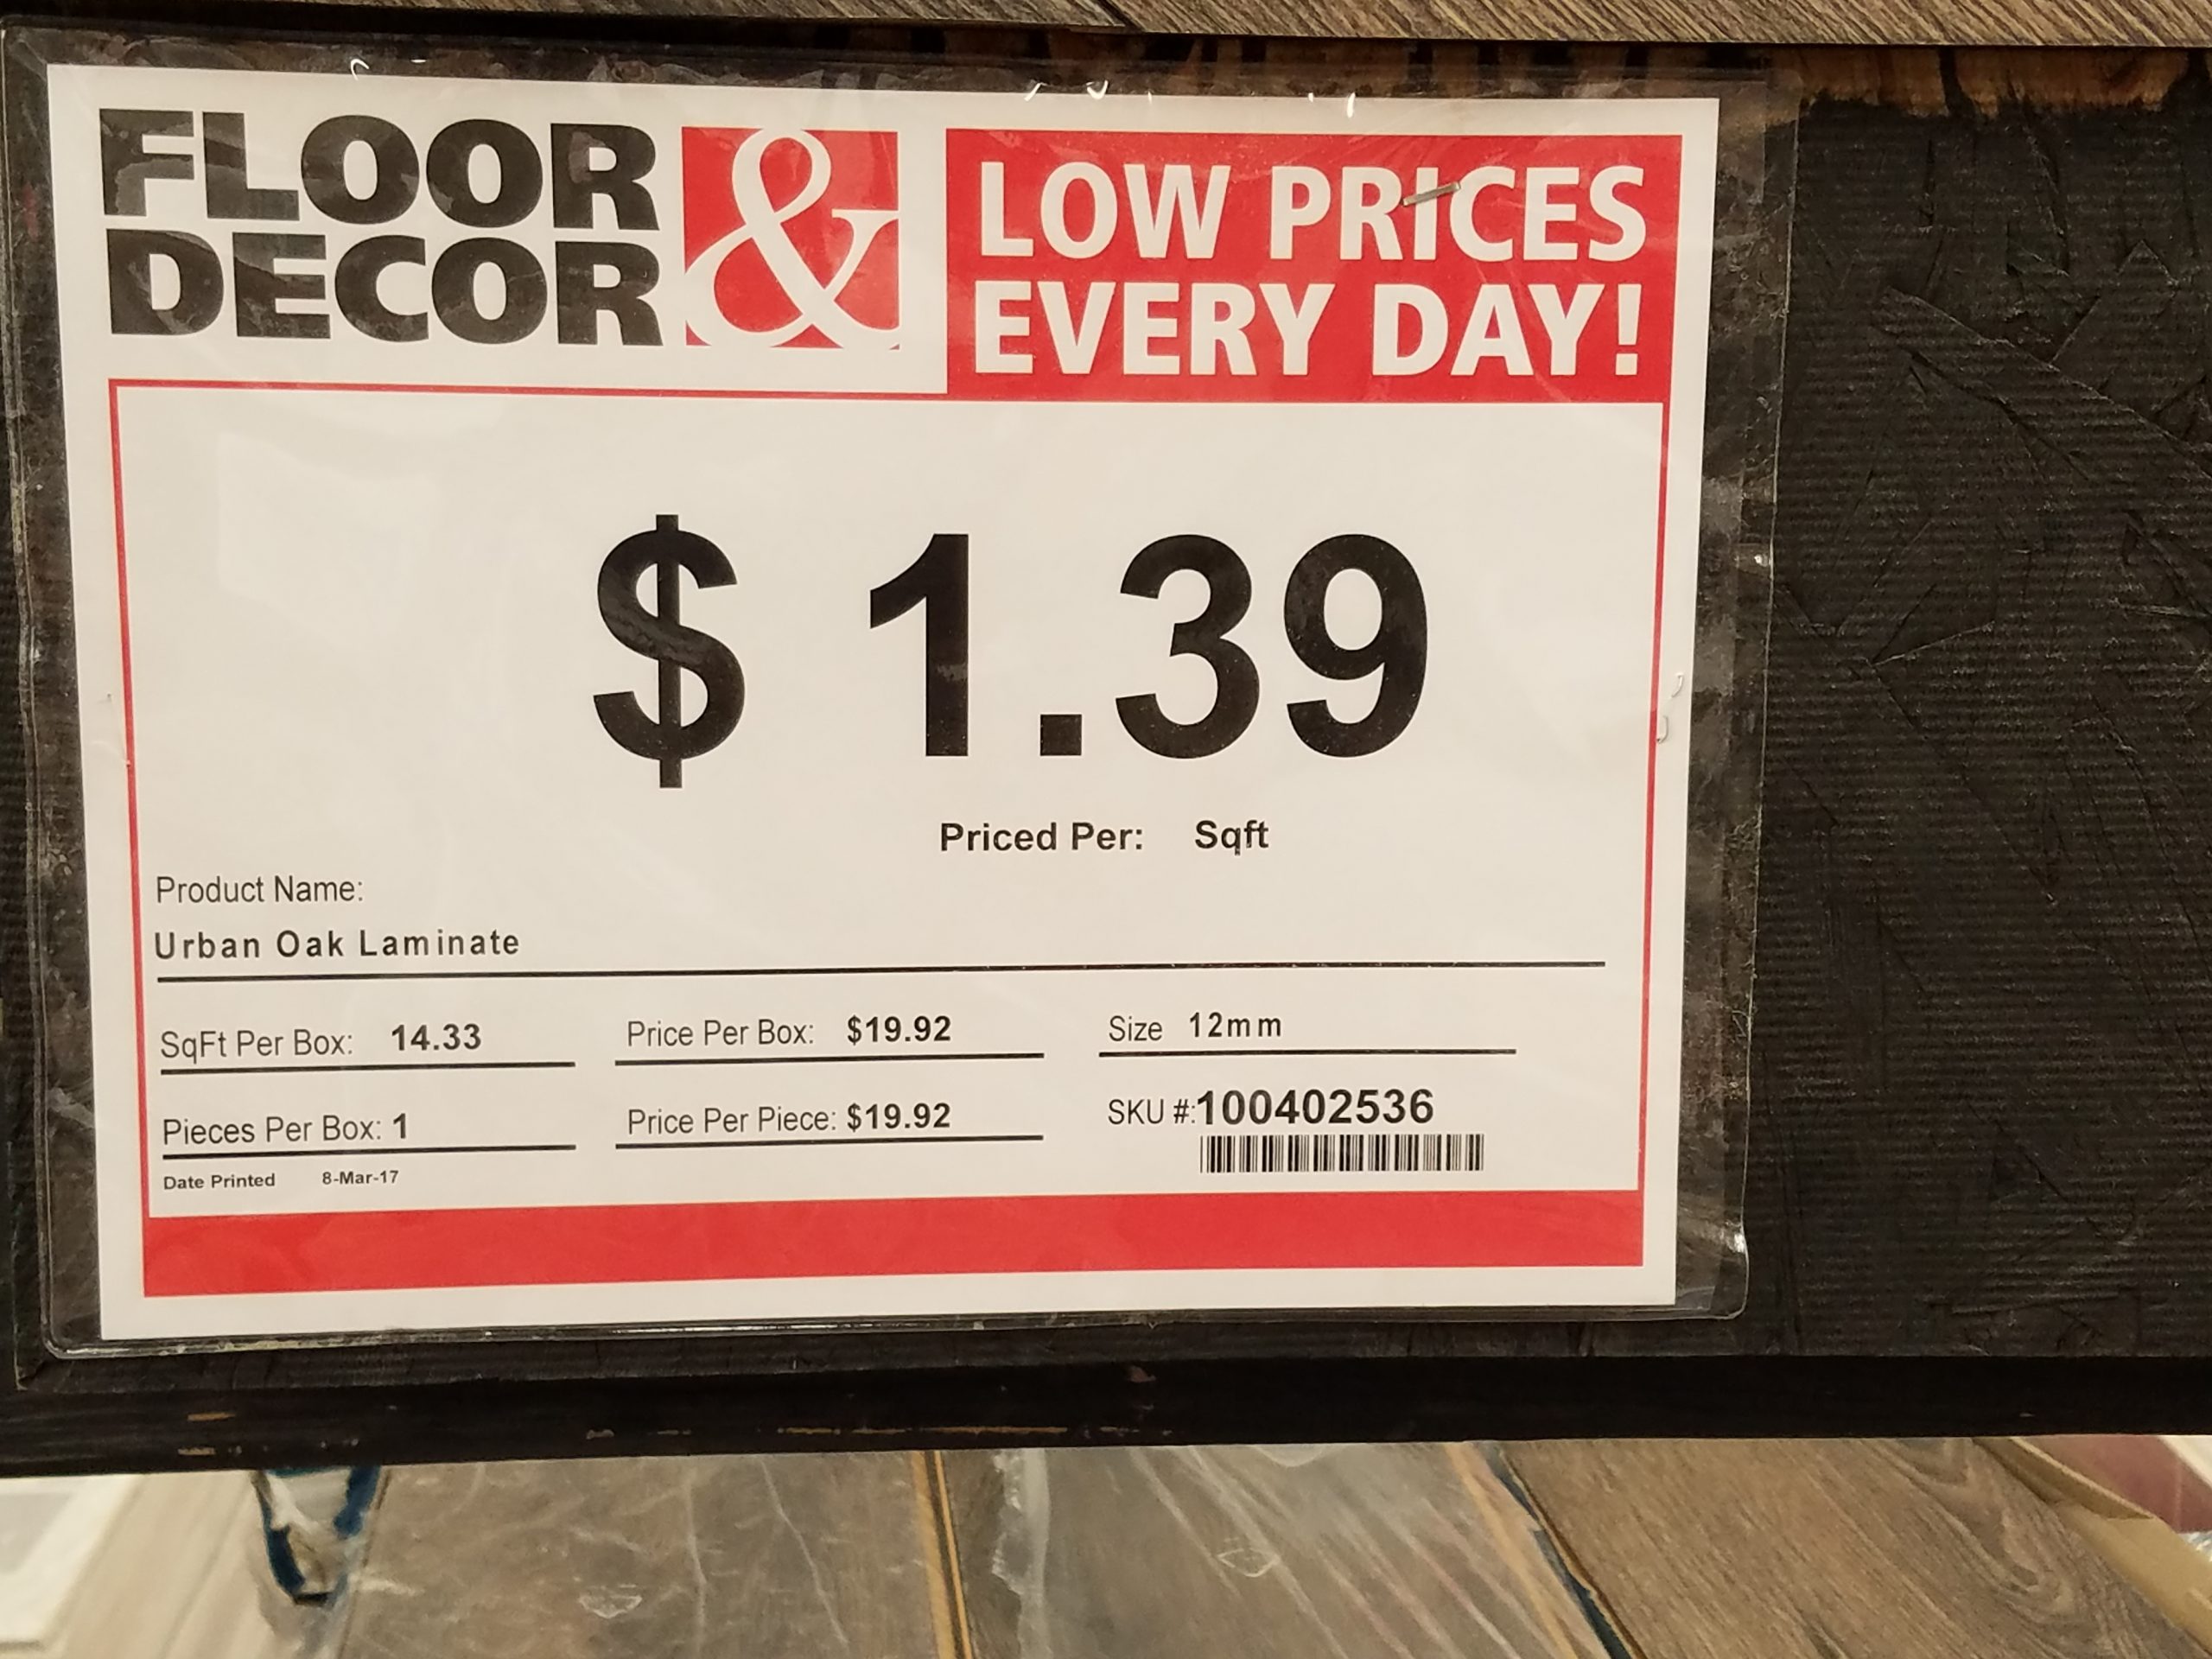 FLOOR & DECOR
LOW PRICES
EVERY DAY!
$ 1.39
Priced Per: Sqft
Product Name:
Urban Oak Laminate
SqFt Per Box: 14.33 Price Per Box: $19.92 Size 12mm
Pieces Per Box: 1 Price Per Piece: $19.92 SKU #:100402536
Date Printed 8-Mar-17